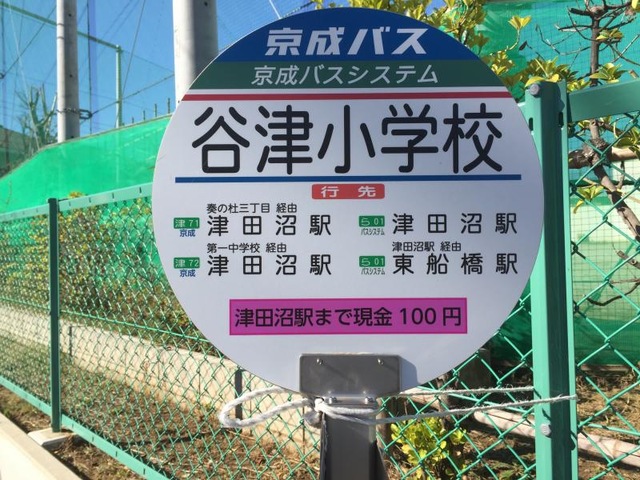 京成バス
京成バスシステム
谷津小学校
行先
奏の杜三丁目 経由
津71 京成 津田沼駅
ら01 バスシステム 津田沼駅
第一中学校 経由
津72 京成 津田沼駅
津田沼駅 経由
ら01 バスシステム 東船橋駅
津田沼駅まで現金100円